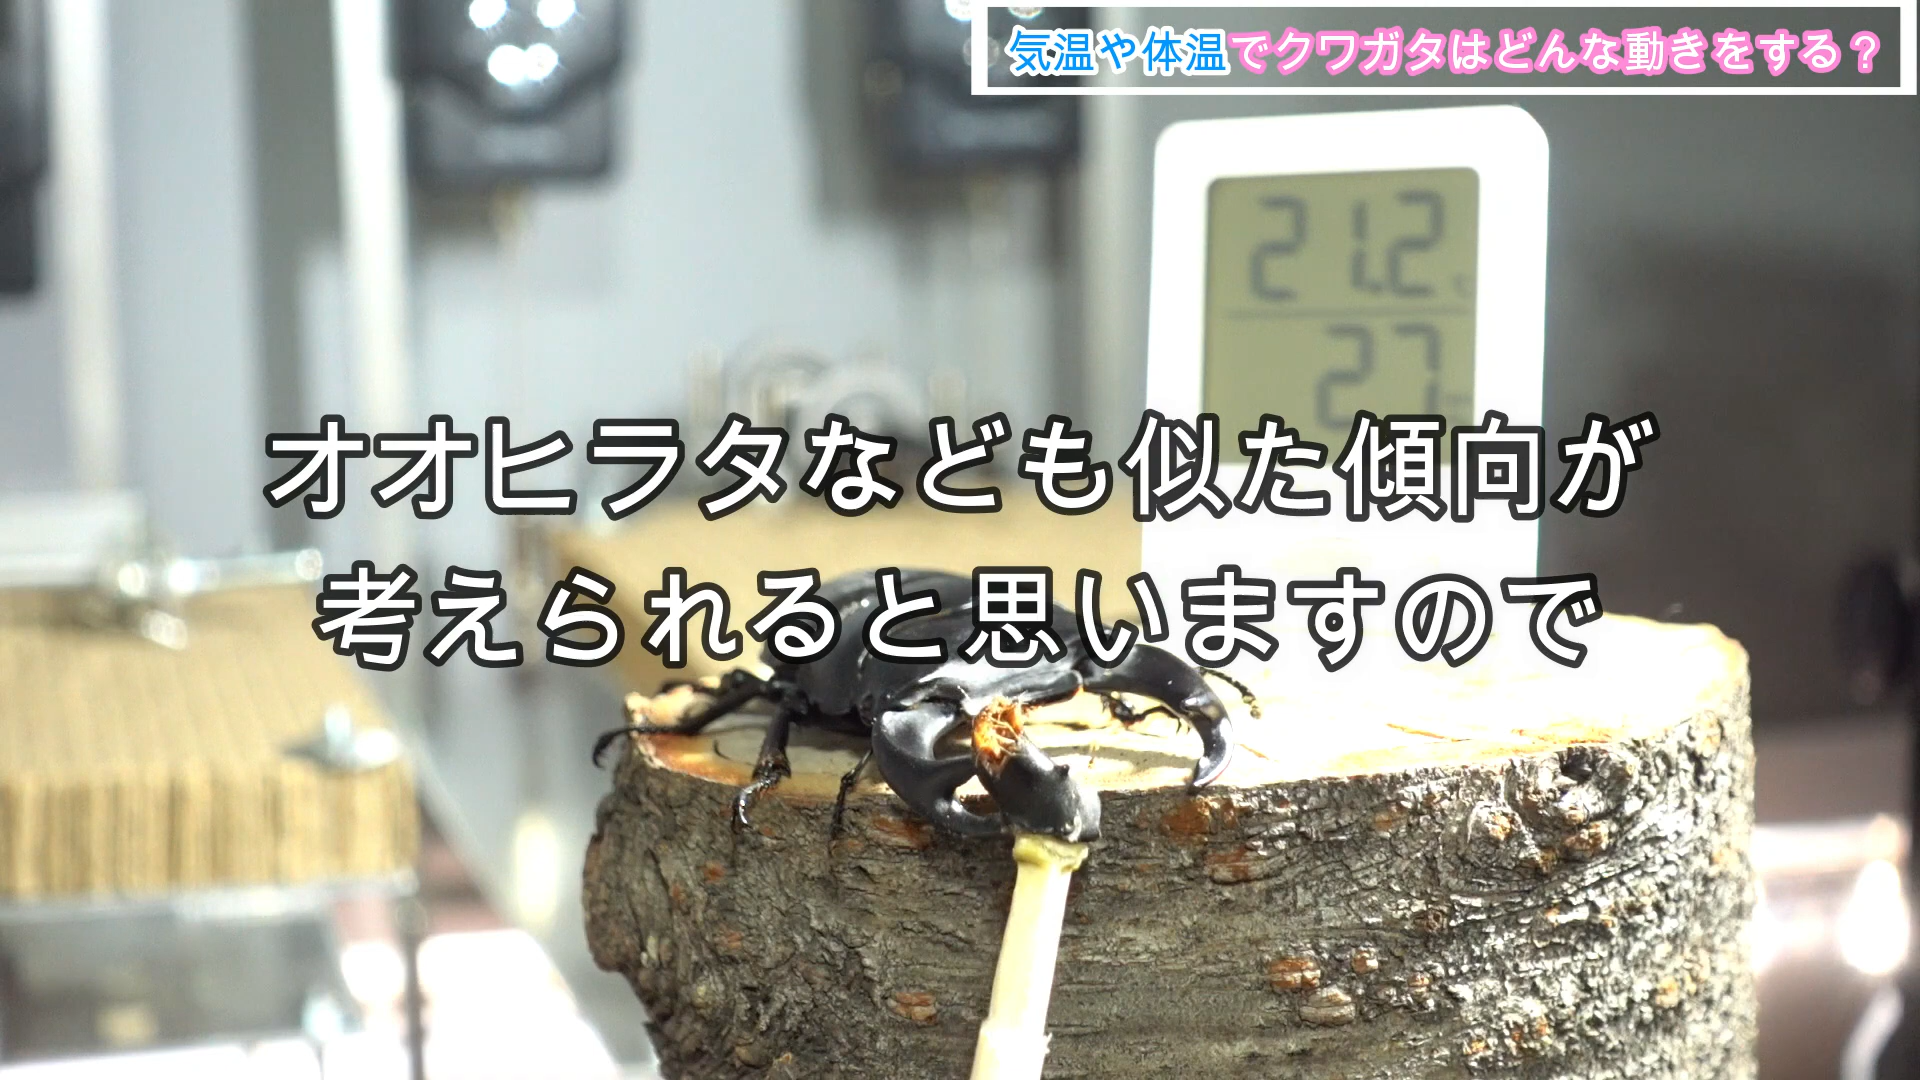 気温や体温でクワガタはどんな動きをする？
21.2
27
オオヒラタなども似た傾向が
考えられると思いますので